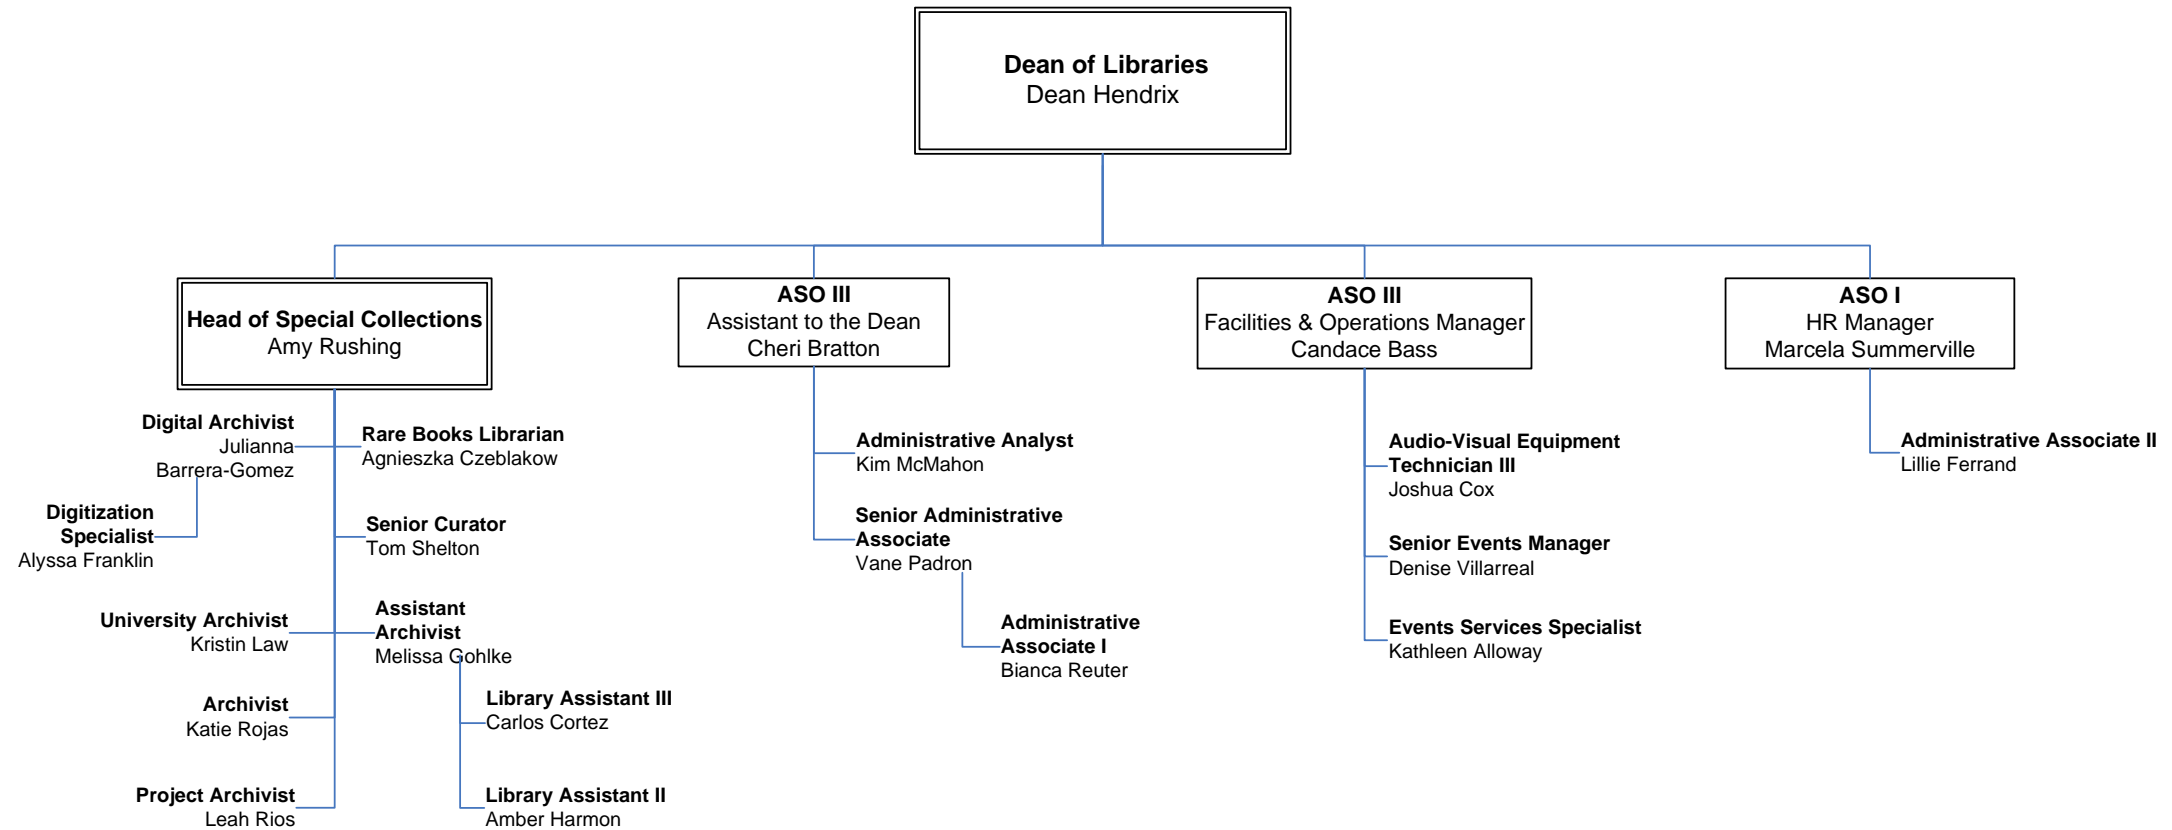 Dean of Libraries
Dean Hendrix
Head of Special Collections
Amy Rushing
Digital Archivist
Julianna
Barrera-Gomez
Digitization
Specialist
Alyssa Franklin
Rare Books Librarian
Agnieszka Czeblakow
Senior Curator
Tom Shelton
University Archivist
Kristin Law
Assistant
Archivist
Melissa Gohlke
Library Assistant III
Carlos Cortez
Library Assistant II
Amber Harmon
Archivist
Katie Rojas
Project Archivist
Leah Rios
ASO III
Assistant to the Dean
Cheri Bratton
Administrative Analyst
Kim McMahon
Senior Administrative
Associate
Vane Padron
Administrative
Associate I
Bianca Reuter
ASO III
Facilities & Operations Manager
Candace Bass
Audio-Visual Equipment
Technician III
Joshua Cox
Senior Events Manager
Denise Villarreal
Events Services Specialist
Kathleen Alloway
ASO I
HR Manager
Marcela Summerville
Administrative Associate II
Lillie Ferrand